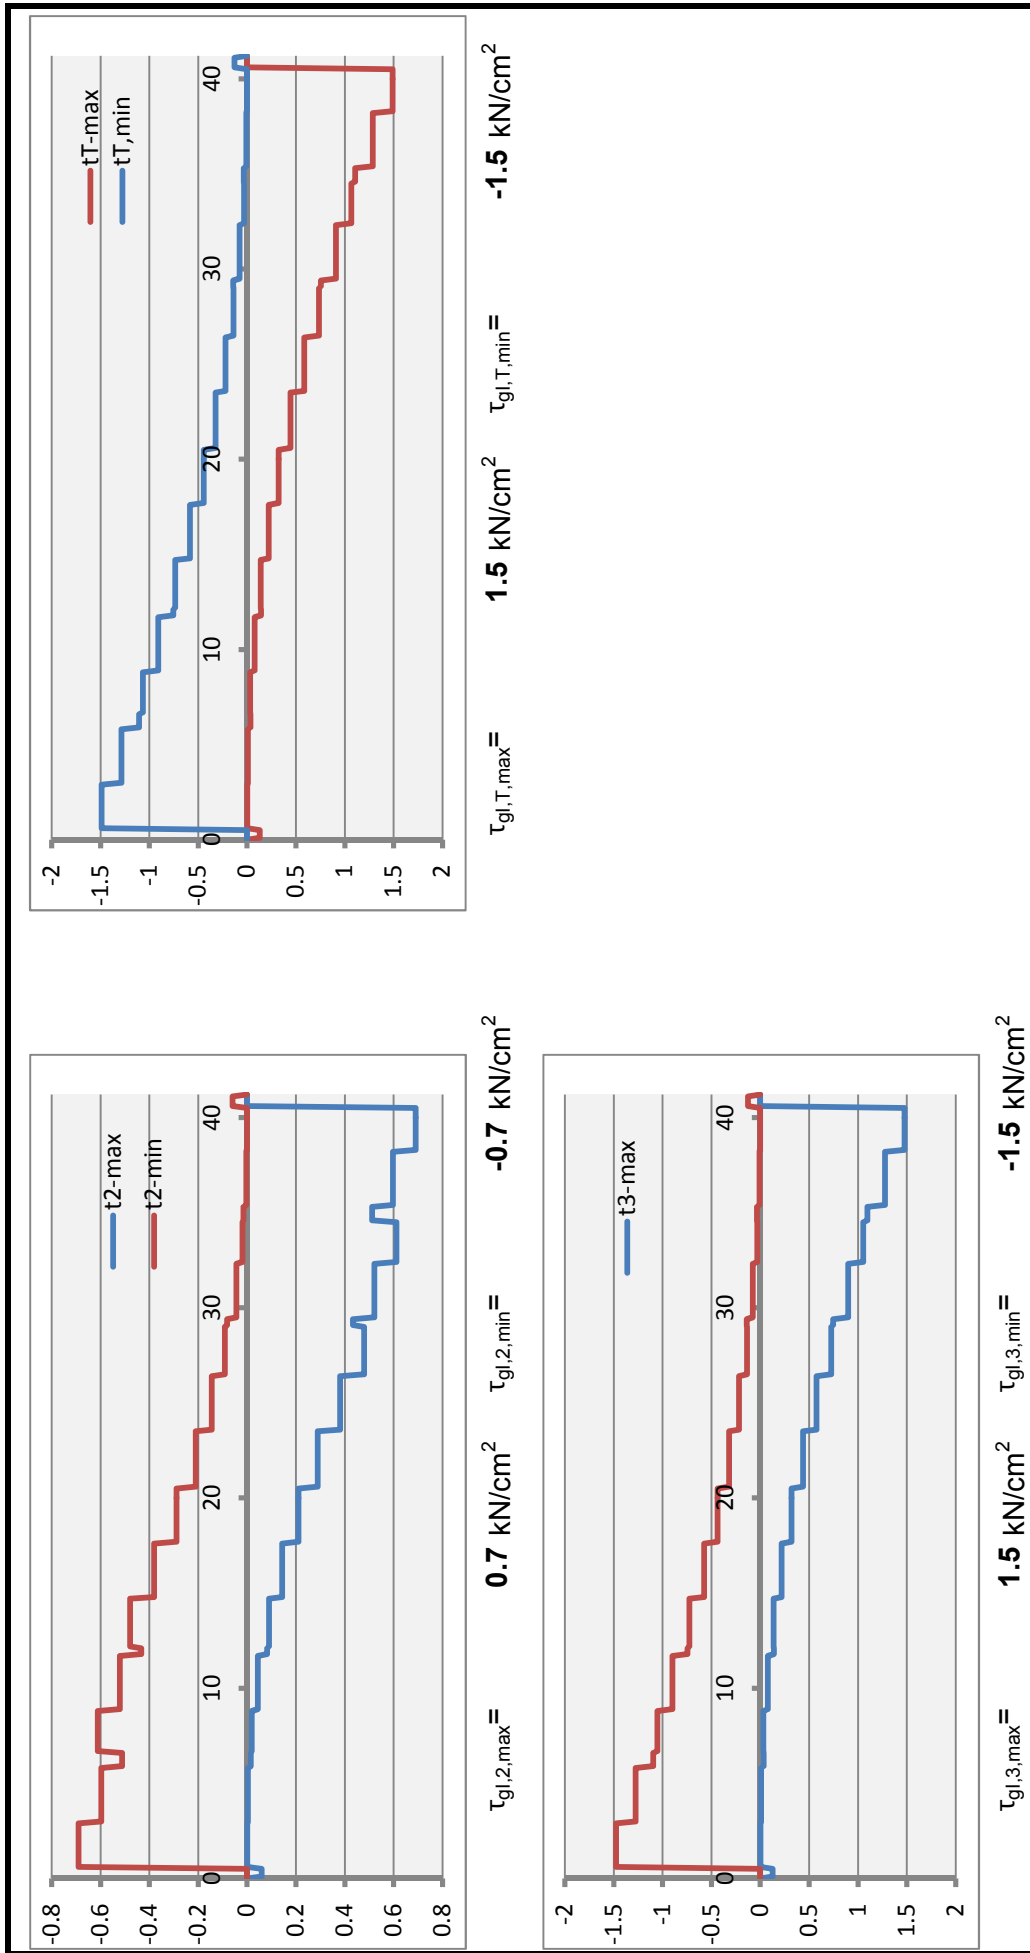 -0.8
-0.6
-0.4
-0.2
0
0.2
0.4
0.6
0.8
0 10 20 30 40
t2-max
t2-min
τgl,2,max= 0.7 kN/cm² τgl,2,min= -0.7 kN/cm²
-2
-1.5
-1
-0.5
0
0.5
1
1.5
2
0 10 20 30 40
tT-max
tT,min
τgl,T,max= 1.5 kN/cm² τgl,T,min= -1.5 kN/cm²
-2
-1.5
-1
-0.5
0
0.5
1
1.5
2
0 10 20 30 40
t3-max
τgl,3,max= 1.5 kN/cm² τgl,3,min= -1.5 kN/cm²